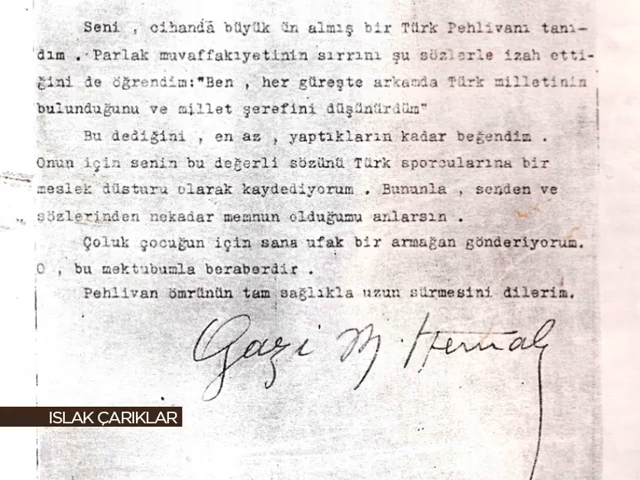 Seni , cihanda büyük ün almış bir Türk Pehlivanı tanı-
dım . Parlak muvaffakıyetinin sırrını şu sözlerle izah etti-
ğini de öğrendim:"Ben , her güreşte arkamda Türk milletinin
bulunduğunu ve millet şerefini düşünürdüm"
Bu dediğini , en az , yaptıkların kadar beğendim .
Onun için senin bu değerli sözünü Türk sporcularına bir
meslek düsturu olarak kaydediyorum . Bununla , senden ve
sözlerinden nekadar memnun olduğumu anlarsın .
Çoluk çocuğun için sana ufak bir armağan gönderiyorum.
O , bu mektubumla beraberdir .
Pehlivan ömrünün tam sağlıkla uzun sürmesini dilerim.
Gazi M. Kemal
ISLAK ÇARIKLAR